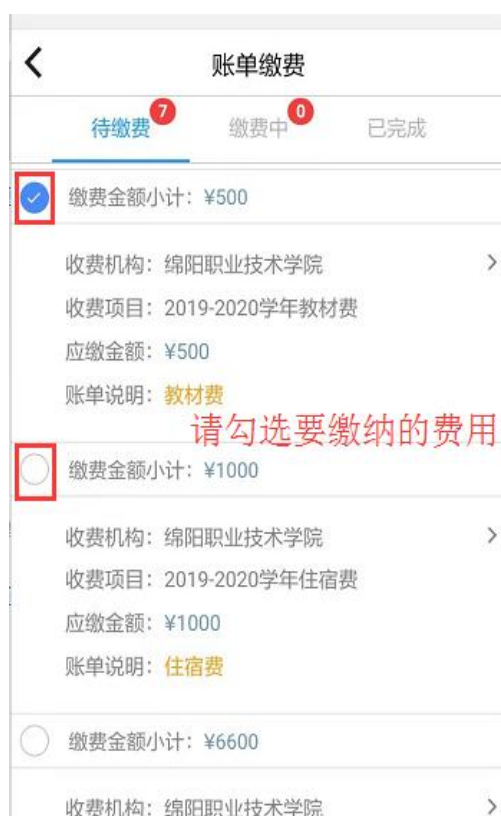 账单缴费
待缴费 7 缴费中 0 已完成
缴费金额小计：¥500
收费机构：绵阳职业技术学院
收费项目：2019-2020学年教材费
应缴金额：¥500
账单说明：教材费
请勾选要缴纳的费用
缴费金额小计：¥1000
收费机构：绵阳职业技术学院
收费项目：2019-2020学年住宿费
应缴金额：¥1000
账单说明：住宿费
缴费金额小计：¥6600
收费机构：绵阳职业技术学院